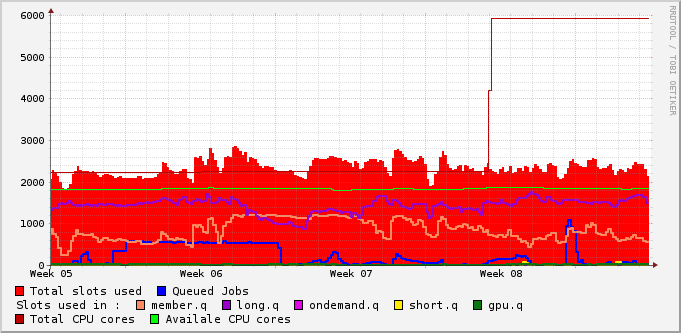 6000
5000
4000
3000
2000
1000
0
Week 05 Week 06 Week 07 Week 08
RRDTOOL / TOBI OETIKER
Total slots used Queued Jobs
Slots used in : member.q long.q ondemand.q short.q gpu.q
Total CPU cores Availale CPU cores